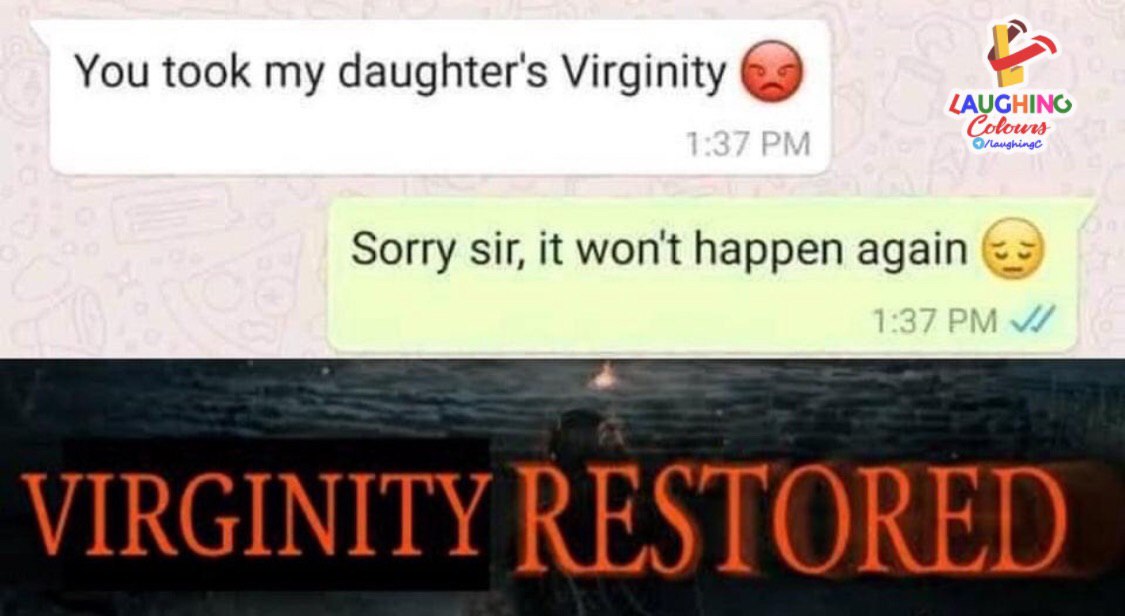 You took my daughter's Virginity 😡
1:37 PM
LAUGHING
Colours
/laughingC
Sorry sir, it won't happen again 😔
1:37 PM
VIRGINITY RESTORED